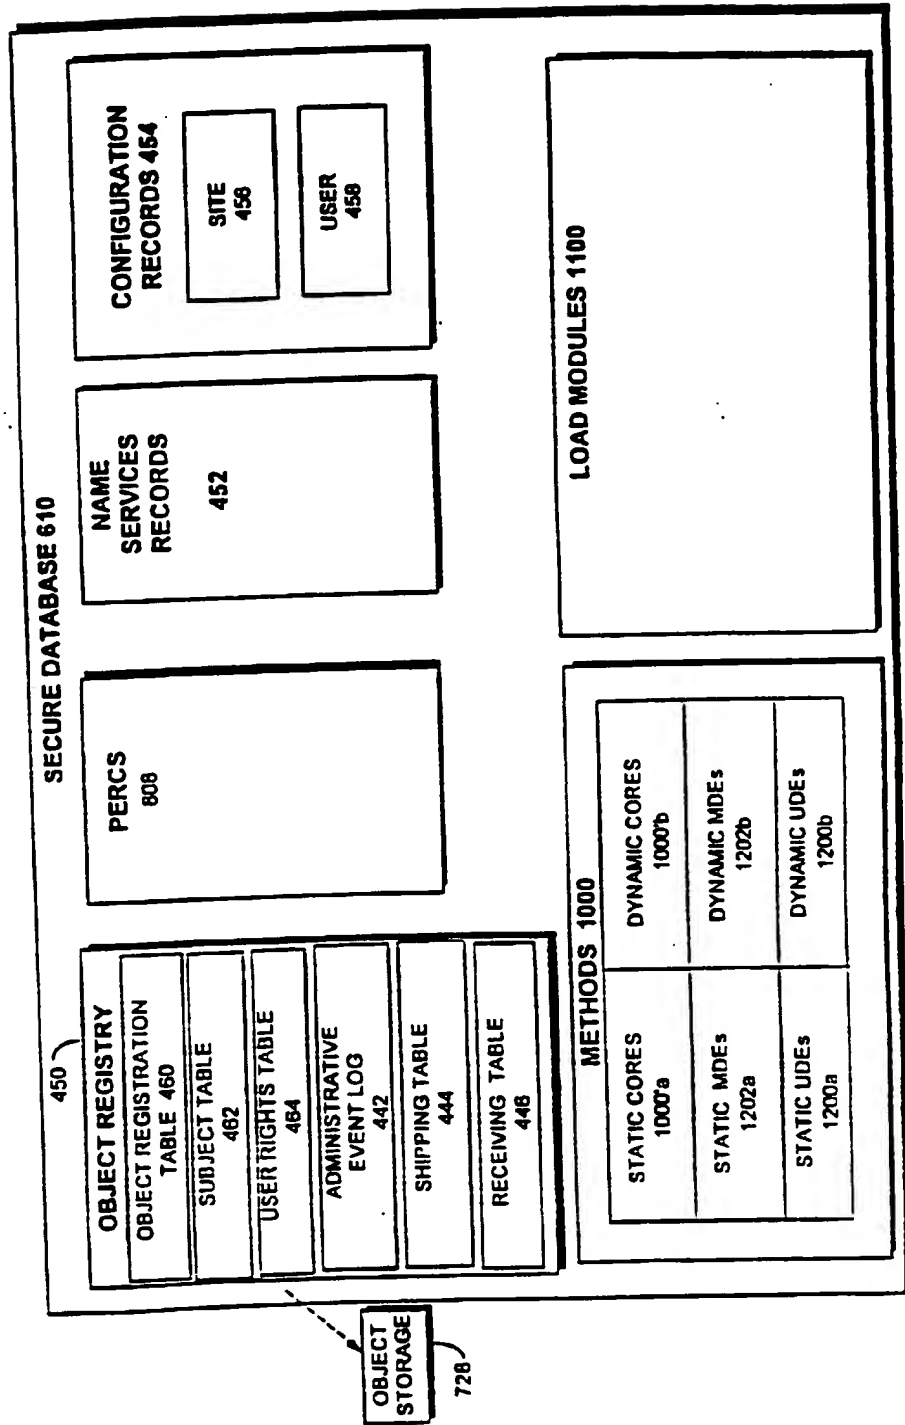 SECURE DATABASE 610
450
OBJECT REGISTRY
OBJECT REGISTRATION
TABLE 460
SUBJECT TABLE
462
USER RIGHTS TABLE
464
ADMINISTRATIVE
EVENT LOG
442
SHIPPING TABLE
444
RECEIVING TABLE
446
OBJECT
STORAGE
728
PERCS
808
NAME
SERVICES
RECORDS
452
CONFIGURATION
RECORDS 454
SITE
456
USER
458
METHODS 1000
STATIC CORES
1000'a
DYNAMIC CORES
1000'b
STATIC MDEs
1202a
DYNAMIC MDEs
1202b
STATIC UDEs
1200a
DYNAMIC UDEs
1200b
LOAD MODULES 1100